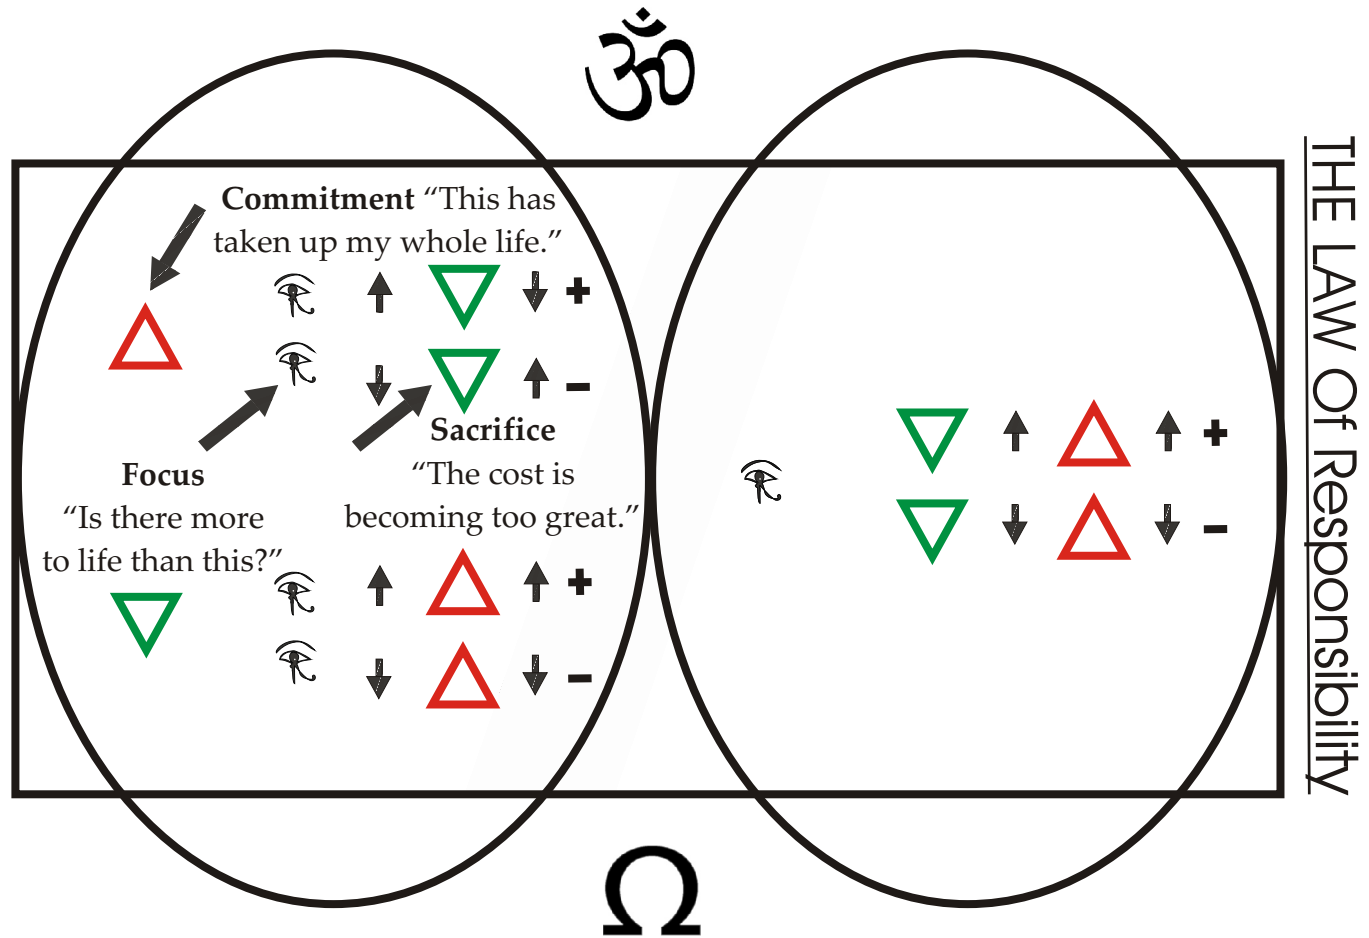 ॐ
Commitment “This has
taken up my whole life.”
+
–
Sacrifice
“The cost is
becoming too great.”
Focus
“Is there more
to life than this?”
+
–
+
–
THE LAW Of Responsibility
Ω